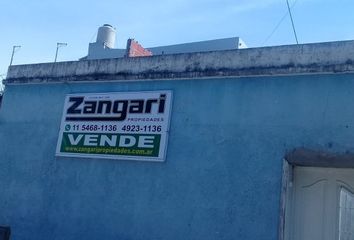 Zangari
PROPIEDADES
11 5468-1136 4923-1136
VENDE
www.zangaripropiedades.com.ar